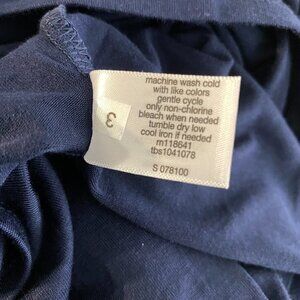 machine wash cold
with like colors
gentle cycle
only non-chlorine
bleach when needed
tumble dry low
cool iron if needed
m118641
tbs1041078
S 078100
3